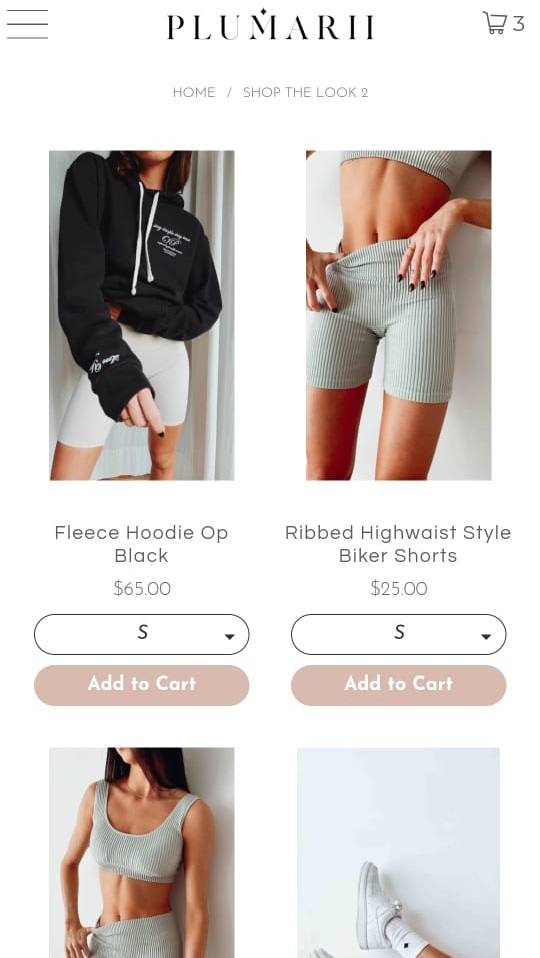 PLUMARII
3
HOME / SHOP THE LOOK 2
Fleece Hoodie Op
Black
$65.00
S
Add to Cart
Ribbed Highwaist Style
Biker Shorts
$25.00
S
Add to Cart